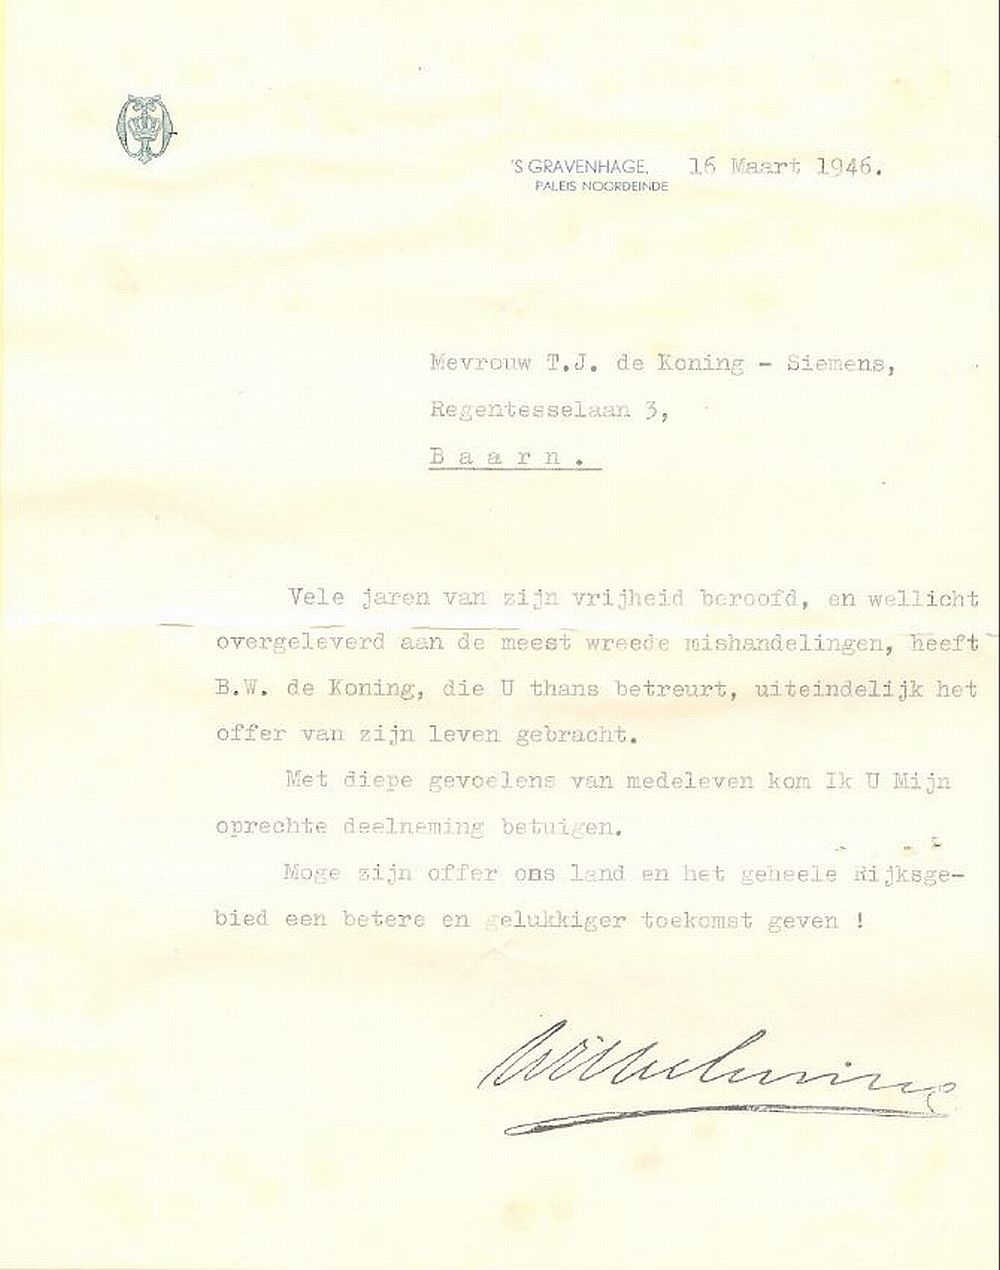 'S GRAVENHAGE, 16 Maart 1946.
PALEIS NOORDEINDE
Mevrouw T.J. de Koning - Siemens,
Regentesselaan 3,
B a a r n .
Vele jaren van zijn vrijheid beroofd, en wellicht
overgeleverd aan de meest wreede mishandelingen, heeft
B.W. de Koning, die U thans betreurt, uiteindelijk het
offer van zijn leven gebracht.
Met diepe gevoelens van medeleven kom Ik U Mijn
oprechte deelneming betuigen.
Moge zijn offer ons land en het geheele Rijksge-
bied een betere en gelukkiger toekomst geven !
Wilhelmina